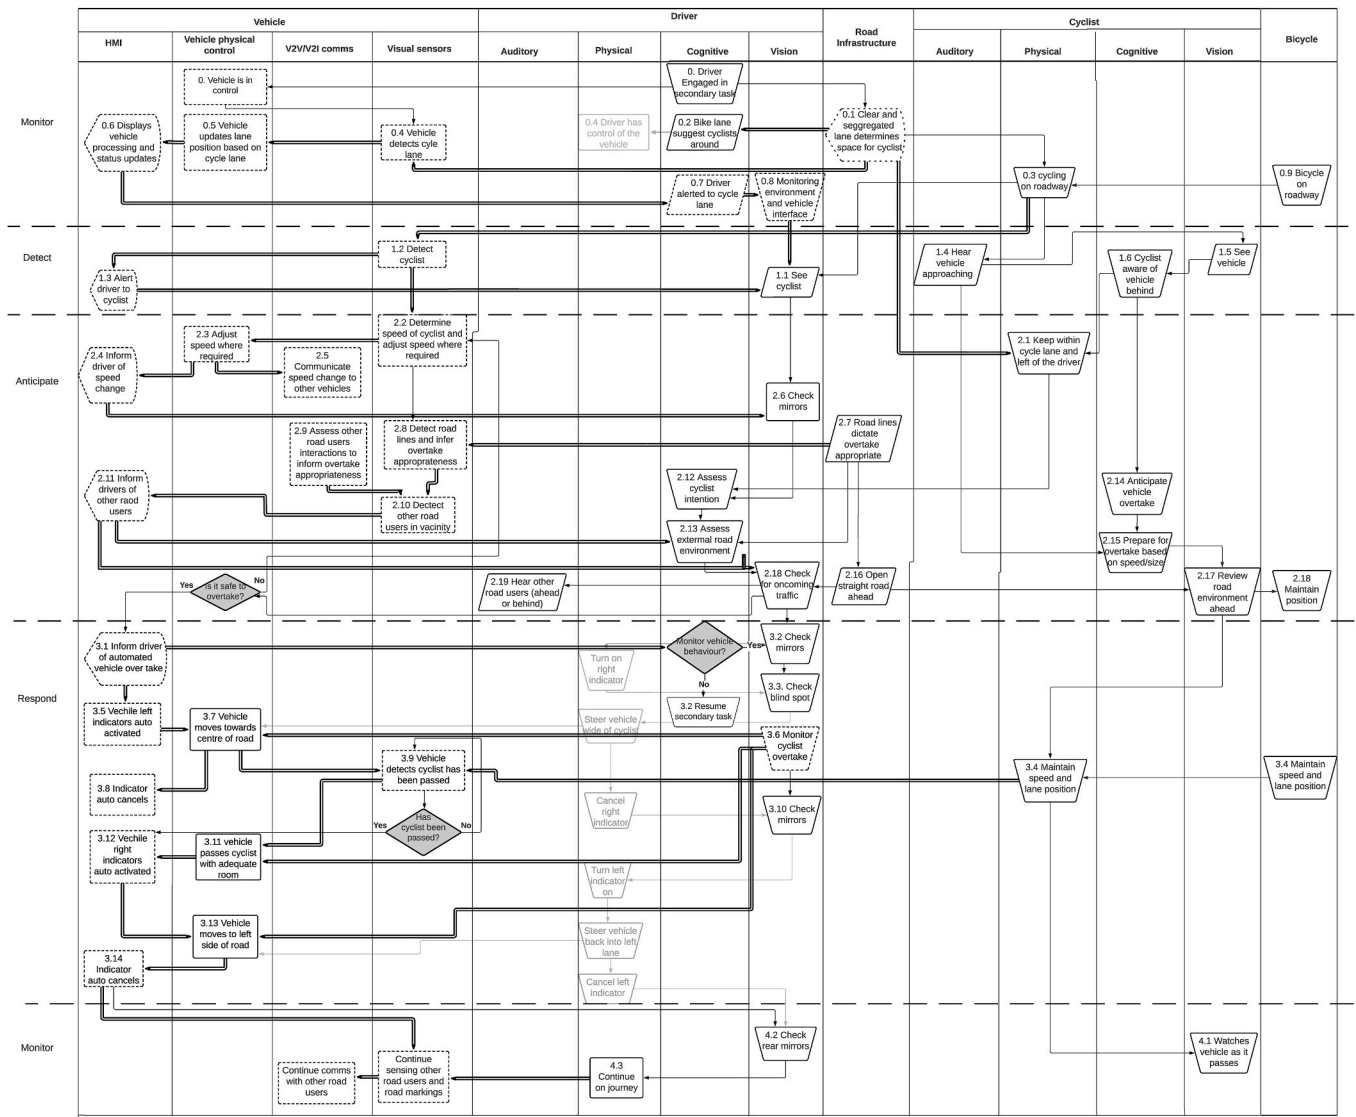 Vehicle
Driver
Road
Infrastructure
Cyclist
Bicycle
HMI
Vehicle physical
control
V2V/V2I comms
Visual sensors
Auditory
Physical
Cognitive
Vision
Auditory
Physical
Cognitive
Vision
Monitor
0. Vehicle is in
control
0. Driver
Engaged in
secondary task
0.6 Displays
vehicle
processing and
status updates
0.5 Vehicle
updates lane
position based on
cycle lane
0.4 Vehicle
detects cyle
lane
0.4 Driver has
control of the
vehicle
0.2 Bike lane
suggest cyclists
around
0.1 Clear and
seggregated
lane determines
space for cyclist
0.7 Driver
alerted to cycle
lane
0.8 Monitoring
environment
and vehicle
interface
0.3 cycling
on roadway
0.9 Bicycle
on
roadway
Detect
1.2 Detect
cyclist
1.3 Alert
driver to
cyclist
1.1 See
cyclist
1.4 Hear
vehicle
approaching
1.6 Cyclist
aware of
vehicle
behind
1.5 See
vehicle
Anticipate
2.2 Determine
speed of cyclist and
adjust speed where
required
2.3 Adjust
speed where
required
2.4 Inform
driver of
speed
change
2.5
Communicate
speed change to
other vehicles
2.1 Keep within
cycle lane and
left of the driver
2.6 Check
mirrors
2.7 Road lines
dictate
overtake
appropriate
2.9 Assess other
road users
interactions to
inform overtake
appropriateness
2.8 Detect road
lines and infer
overtake
approprateness
2.11 Inform
drivers of
other raod
users
2.10 Dectect
other road
users in vacinity
2.12 Assess
cyclist
intention
2.13 Assess
external road
environment
2.14 Anticipate
vehicle
overtake
2.15 Prepare for
overtake based
on speed/size
Yes
Is it safe to
overtake?
No
2.19 Hear other
road users (ahead
or behind)
2.18 Check
for oncoming
traffic
2.16 Open
straight road
ahead
2.17 Review
road
environment
ahead
2.18
Maintain
position
Respond
3.1 Inform driver
of automated
vehicle over take
Turn on
right
indicator
Monitor vehicle
behaviour?
Yes
No
3.2 Check
mirrors
3.3. Check
blind spot
3.2 Resume
secondary task
3.5 Vechile left
indicators auto
activated
3.7 Vehicle
moves towards
centre of road
Steer vehicle
wide of cyclist
3.6 Monitor
cyclist
overtake
3.9 Vehicle
detects cyclist has
been passed
3.4 Maintain
speed and
lane position
3.4 Maintain
speed and
lane position
3.8 Indicator
auto cancels
Cancel
right
indicator
3.10 Check
mirrors
Yes
Has
cyclist been
passed?
No
3.12 Vechile
right
indicators
auto activated
3.11 vehicle
passes cyclist
with adequate
room
Turn left
indicator
on
3.13 Vehicle
moves to left
side of road
Steer vehicle
back into left
lane
3.14
Indicator
auto cancels
Cancel left
indicator
Monitor
4.2 Check
rear mirrors
4.1 Watches
vehicle as it
passes
Continue comms
with other road
users
Continue
sensing other
road users and
road markings
4.3
Continue
on journey